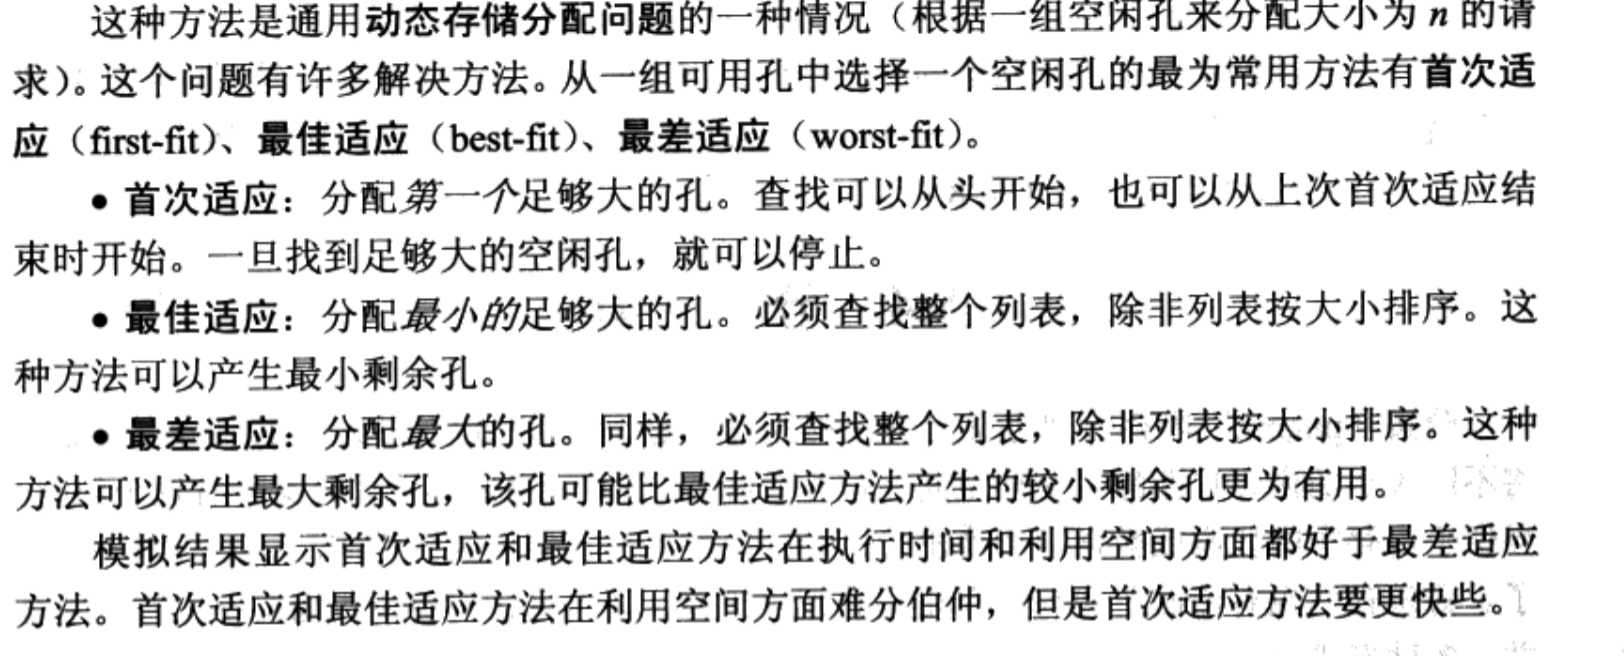 这种方法是通用动态存储分配问题的一种情况（根据一组空闲孔来分配大小为 n 的请
求）。这个问题有许多解决方法。从一组可用孔中选择一个空闲孔的最为常用方法有首次适
应（first-fit）、最佳适应（best-fit）、最差适应（worst-fit）。
● 首次适应：分配第一个足够大的孔。查找可以从头开始，也可以从上次首次适应结
束时开始。一旦找到足够大的空闲孔，就可以停止。
● 最佳适应：分配最小的足够大的孔。必须查找整个列表，除非列表按大小排序。这
种方法可以产生最小剩余孔。
● 最差适应：分配最大的孔。同样，必须查找整个列表，除非列表按大小排序。这种
方法可以产生最大剩余孔，该孔可能比最佳适应方法产生的较小剩余孔更为有用。
模拟结果显示首次适应和最佳适应方法在执行时间和利用空间方面都好于最差适应
方法。首次适应和最佳适应方法在利用空间方面难分伯仲，但是首次适应方法要更快些。